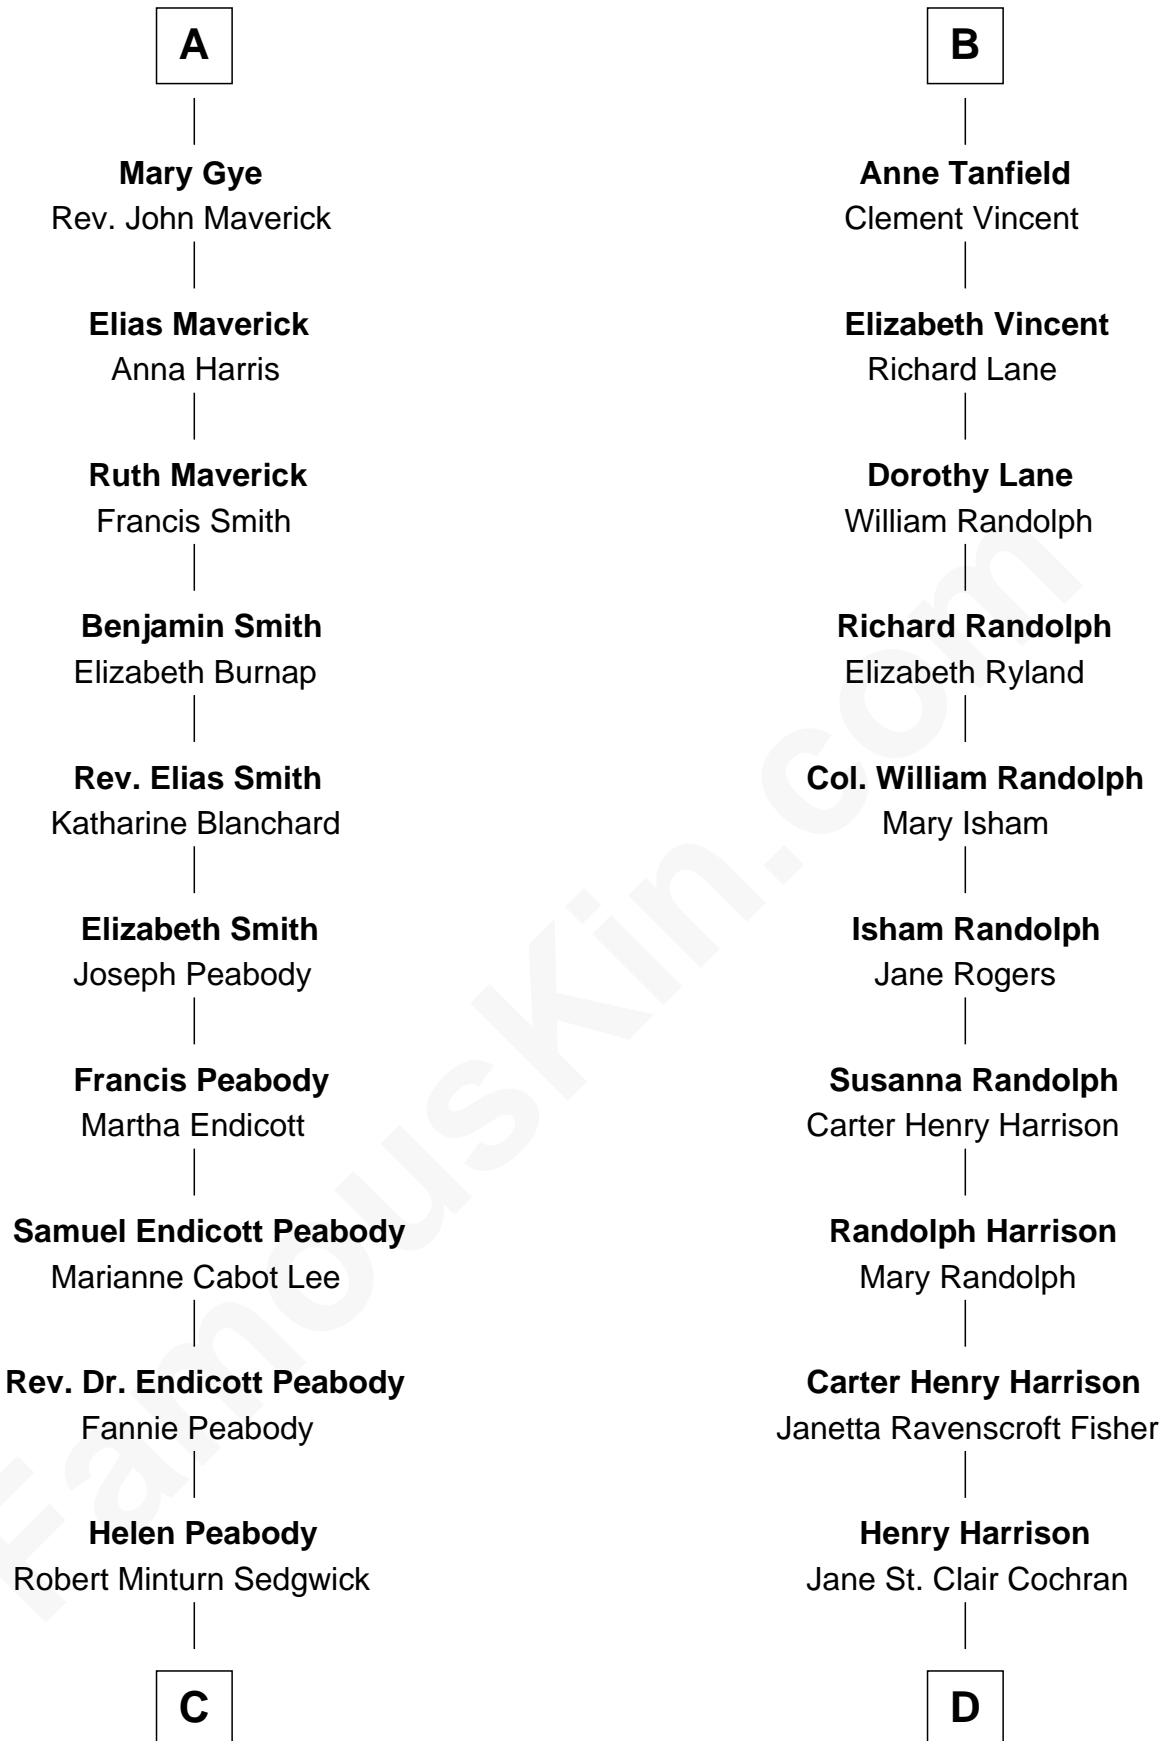 A
Mary Gye
Rev. John Maverick
Elias Maverick
Anna Harris
Ruth Maverick
Francis Smith
Benjamin Smith
Elizabeth Burnap
Rev. Elias Smith
Katharine Blanchard
Elizabeth Smith
Joseph Peabody
Francis Peabody
Martha Endicott
Samuel Endicott Peabody
Marianne Cabot Lee
Rev. Dr. Endicott Peabody
Fannie Peabody
Helen Peabody
Robert Minturn Sedgwick
C
B
Anne Tanfield
Clement Vincent
Elizabeth Vincent
Richard Lane
Dorothy Lane
William Randolph
Richard Randolph
Elizabeth Ryland
Col. William Randolph
Mary Isham
Isham Randolph
Jane Rogers
Susanna Randolph
Carter Henry Harrison
Randolph Harrison
Mary Randolph
Carter Henry Harrison
Janetta Ravenscroft Fisher
Henry Harrison
Jane St. Clair Cochran
D
FamousKin.com